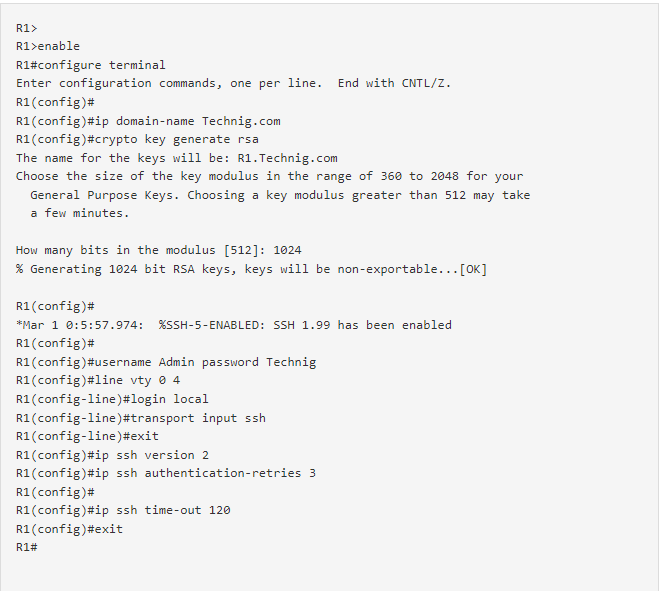 R1>
R1>enable
R1#configure terminal
Enter configuration commands, one per line.  End with CNTL/Z.
R1(config)#
R1(config)#ip domain-name Technig.com
R1(config)#crypto key generate rsa
The name for the keys will be: R1.Technig.com
Choose the size of the key modulus in the range of 360 to 2048 for your
  General Purpose Keys. Choosing a key modulus greater than 512 may take
  a few minutes.

How many bits in the modulus [512]: 1024
% Generating 1024 bit RSA keys, keys will be non-exportable...[OK]

R1(config)#
*Mar 1 0:5:57.974:  %SSH-5-ENABLED: SSH 1.99 has been enabled
R1(config)#
R1(config)#username Admin password Technig
R1(config)#line vty 0 4
R1(config-line)#login local
R1(config-line)#transport input ssh
R1(config-line)#exit
R1(config)#ip ssh version 2
R1(config)#ip ssh authentication-retries 3
R1(config)#
R1(config)#ip ssh time-out 120
R1(config)#exit
R1#